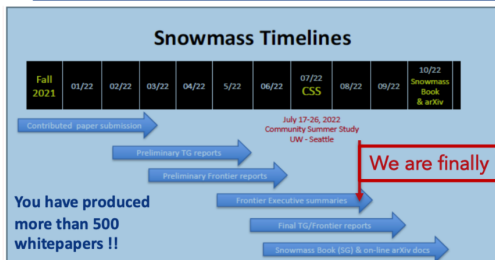 Snowmass Timelines
Fall 2021
01/22
02/22
03/22
04/22
5/22
06/22
07/22 CSS
08/22
09/22
10/22 Snowmass Book & arXiv
Contributed paper submission
July 17-26, 2022
Community Summer Study
UW - Seattle
Preliminary TG reports
We are finally
Preliminary Frontier reports
You have produced
more than 500
whitepapers !!
Frontier Executive summaries
Final TG/Frontier reports
Snowmass Book (SG) & on-line arXiv docs